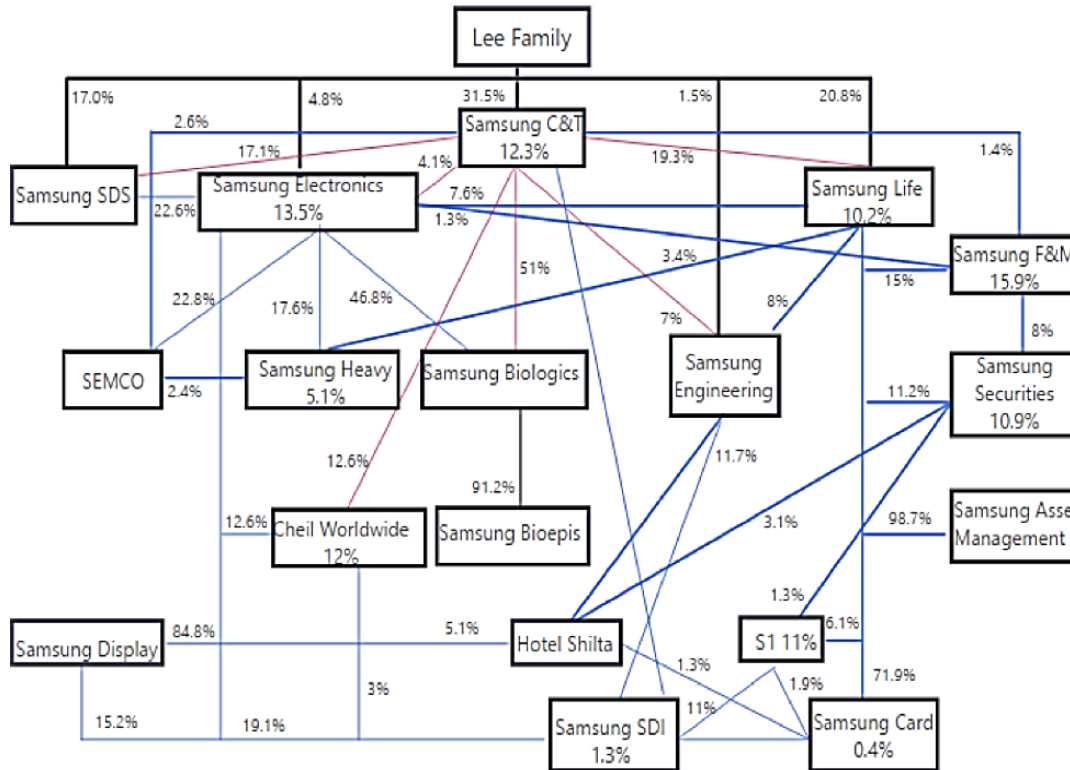 Lee Family
17.0%
4.8%
31.5%
1.5%
20.8%
2.6%
Samsung C&T
12.3%
1.4%
17.1%
4.1%
19.3%
Samsung SDS
Samsung Electronics
13.5%
7.6%
Samsung Life
10.2%
22.6%
1.3%
Samsung F&M
15.9%
3.4%
15%
22.8%
17.6%
46.8%
51%
8%
7%
8%
SEMCO
2.4%
Samsung Heavy
5.1%
Samsung Biologics
Samsung
Engineering
Samsung
Securities
10.9%
11.2%
11.7%
12.6%
91.2%
12.6%
Cheil Worldwide
12%
Samsung Bioepis
3.1%
98.7%
Samsung Asse
Management
1.3%
Samsung Display
84.8%
5.1%
Hotel Shilta
S1 11%
6.1%
1.3%
1.9%
71.9%
3%
15.2%
19.1%
Samsung SDI
1.3%
11%
Samsung Card
0.4%